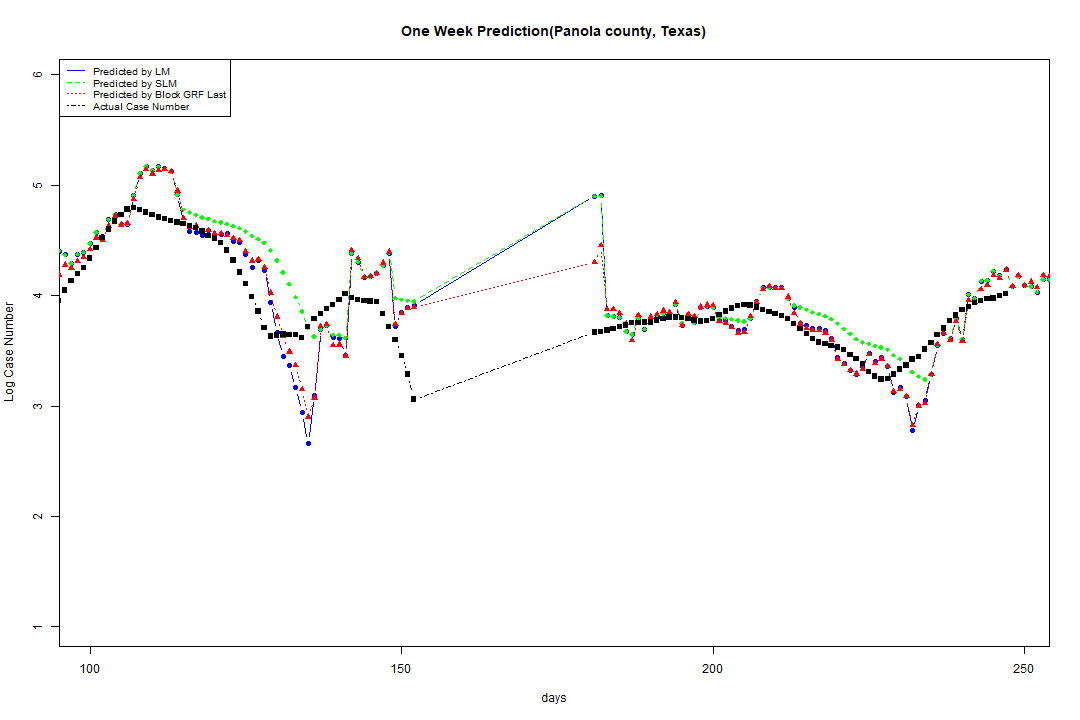 One Week Prediction(Panola county, Texas)
Predicted by LM
Predicted by SLM
Predicted by Block GRF Last
Actual Case Number
6
5
4
3
2
1
Log Case Number
100 150 200 250
days